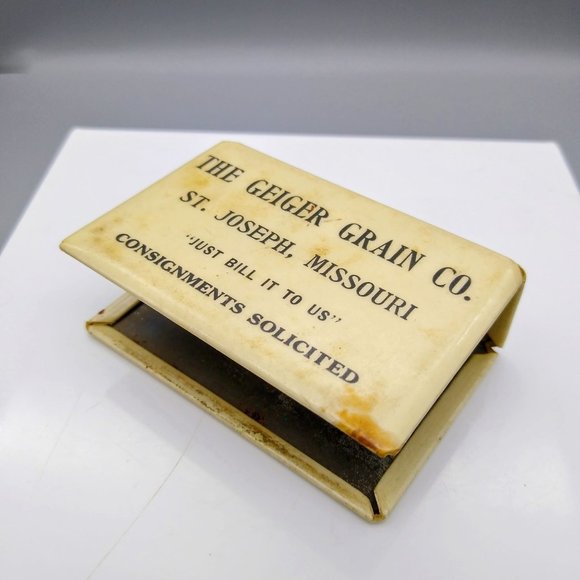 THE GEIGER GRAIN CO.
ST. JOSEPH, MISSOURI
"JUST BILL IT TO US"
CONSIGNMENTS SOLICITED